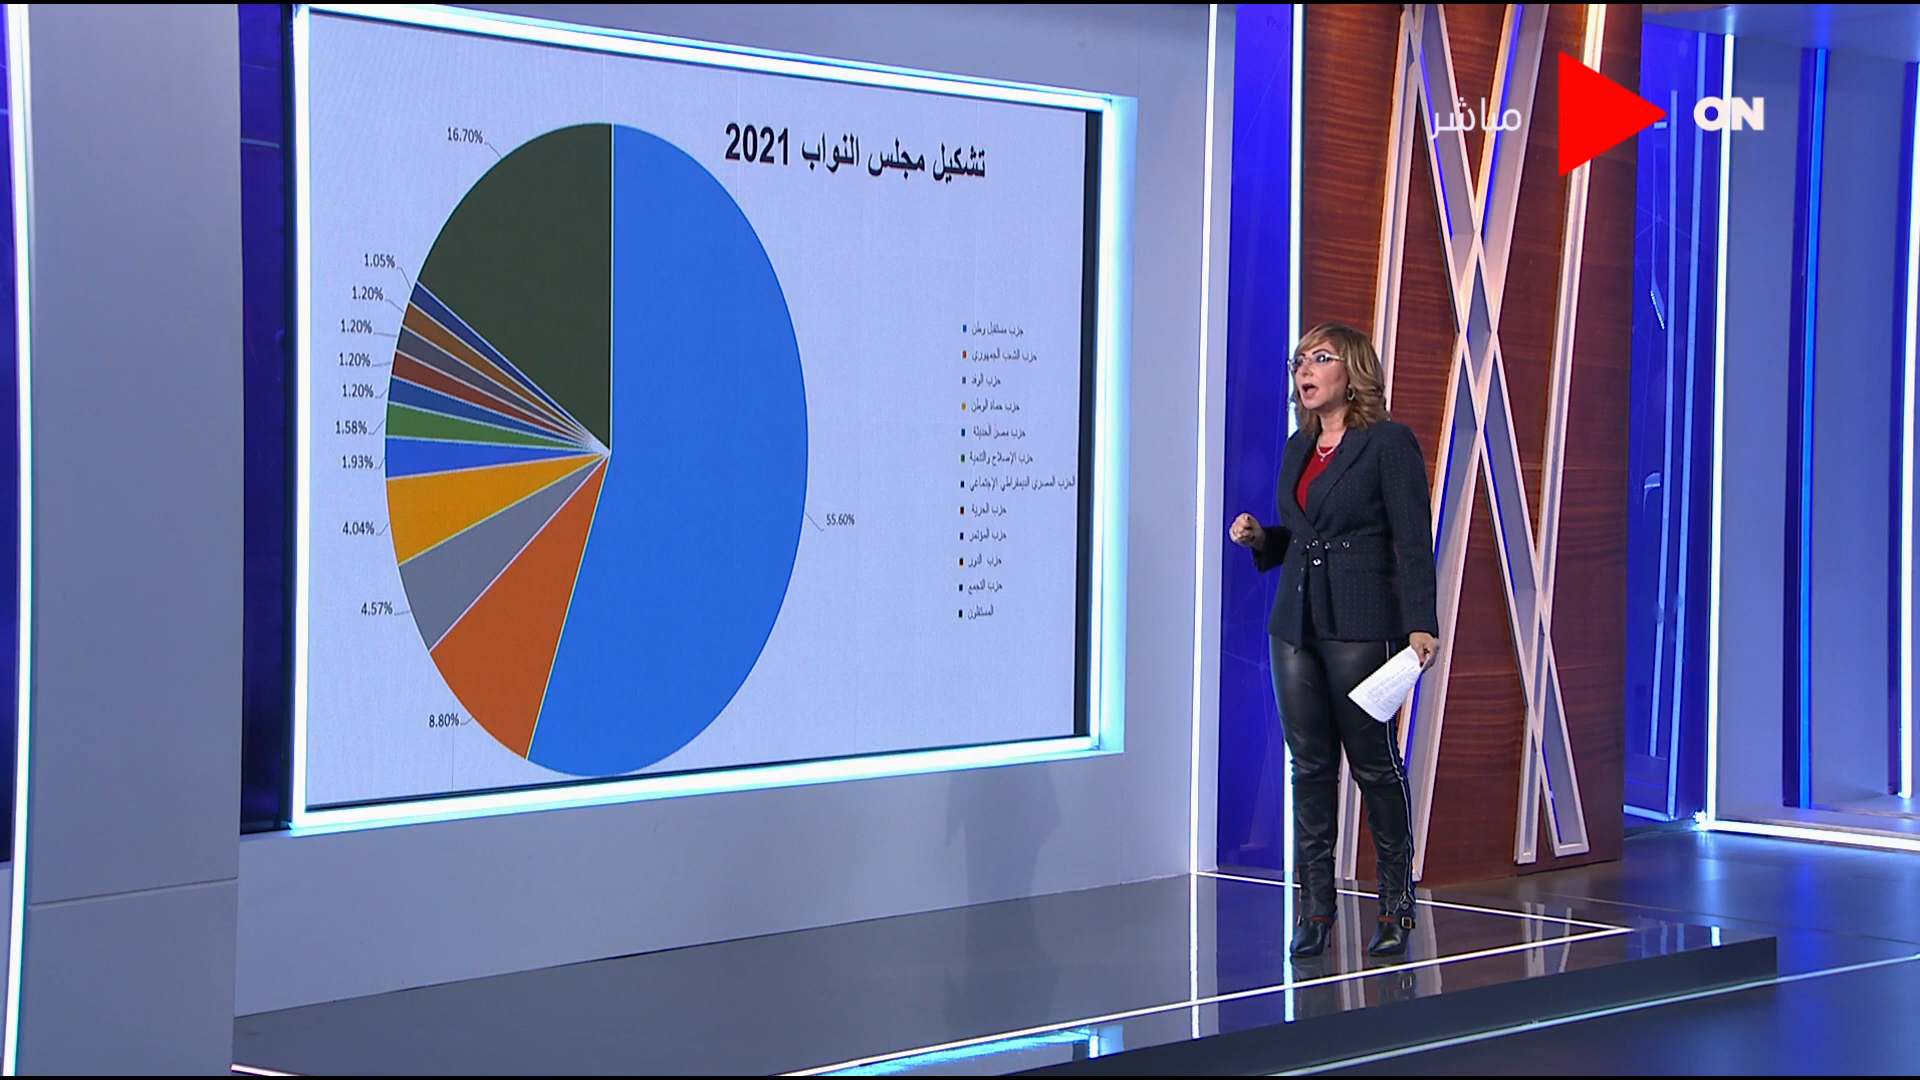 مباشر ON
تشكيل مجلس النواب 2021
16.70%
1.05%
1.20%
1.20%
1.20%
1.20%
1.58%
1.93%
4.04%
4.57%
8.80%
55.60%
حزب مستقبل وطن
حزب الشعب الجمهوري
حزب الوفد
حزب حماة الوطن
حزب مصر الحديثة
حزب الإصلاح والتنمية
الحزب المصري الديمقراطي الإجتماعي
حزب الحرية
حزب المؤتمر
حزب النور
حزب التجمع
المستقلون